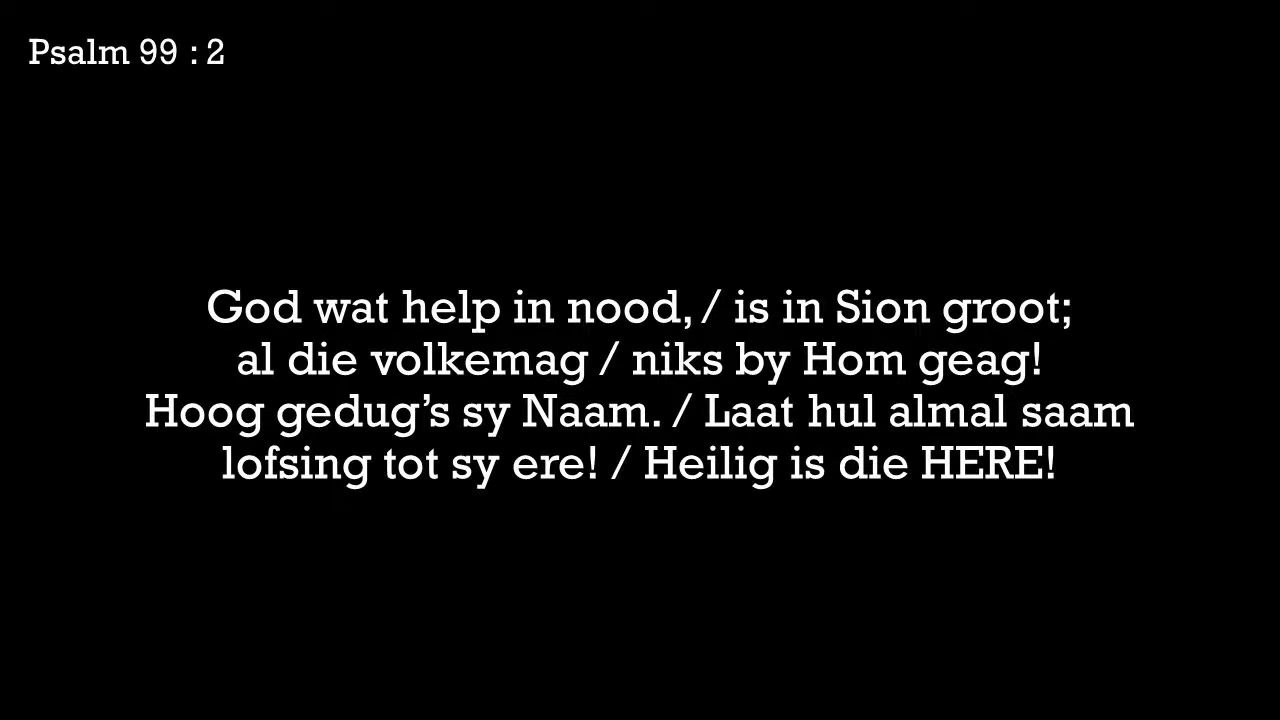 Psalm 99 : 2
God wat help in nood, / is in Sion groot;
al die volkemag / niks by Hom geag!
Hoog gedug’s sy Naam. / Laat hul almal saam
lofsing tot sy ere! / Heilig is die HERE!